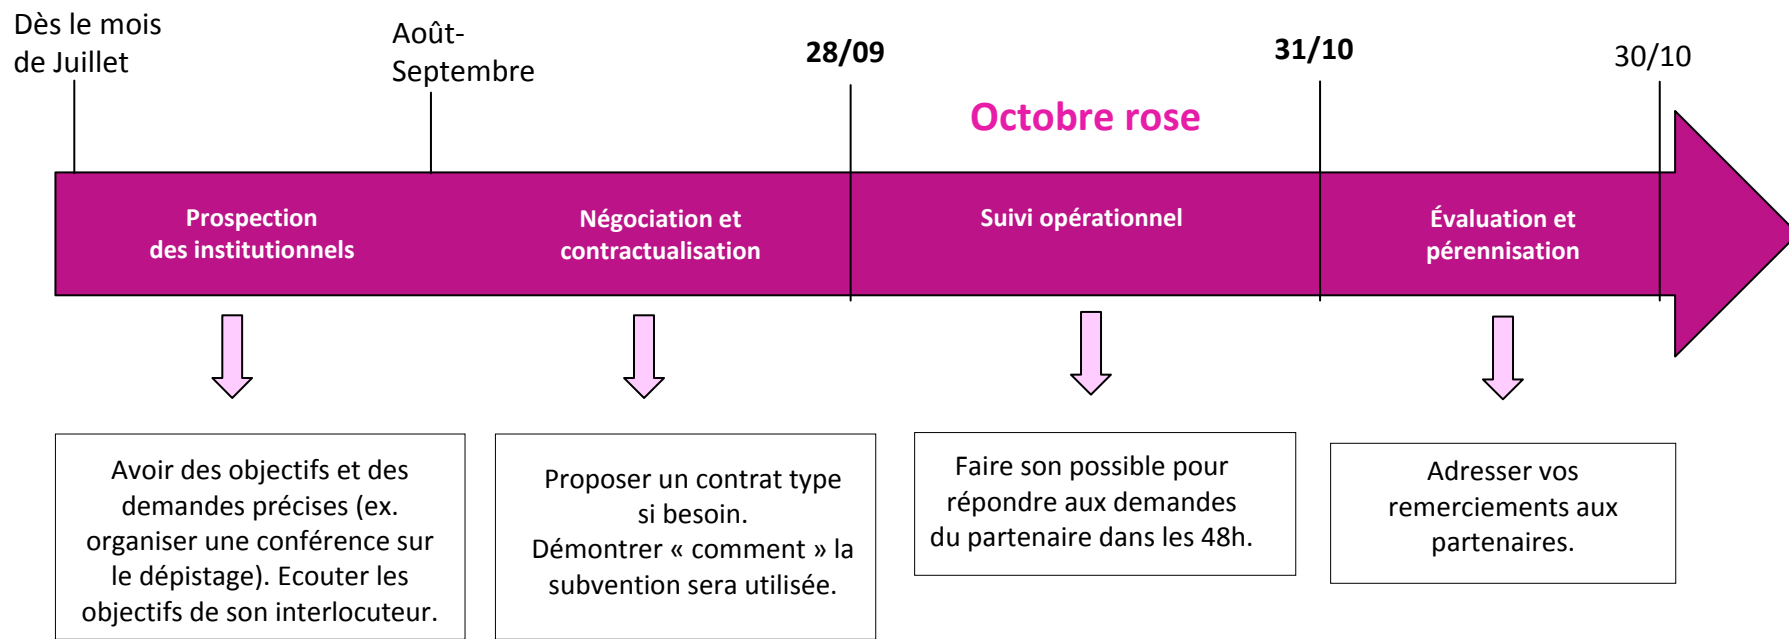 Dès le mois
de Juillet
Août-
Septembre
28/09
31/10
30/10
Octobre rose
Prospection
des institutionnels
Négociation et
contractualisation
Suivi opérationnel
Évaluation et
pérennisation
Avoir des objectifs et des
demandes précises (ex.
organiser une conférence sur
le dépistage). Ecouter les
objectifs de son interlocuteur.
Proposer un contrat type
si besoin.
Démontrer « comment » la
subvention sera utilisée.
Faire son possible pour
répondre aux demandes
du partenaire dans les 48h.
Adresser vos
remerciements aux
partenaires.